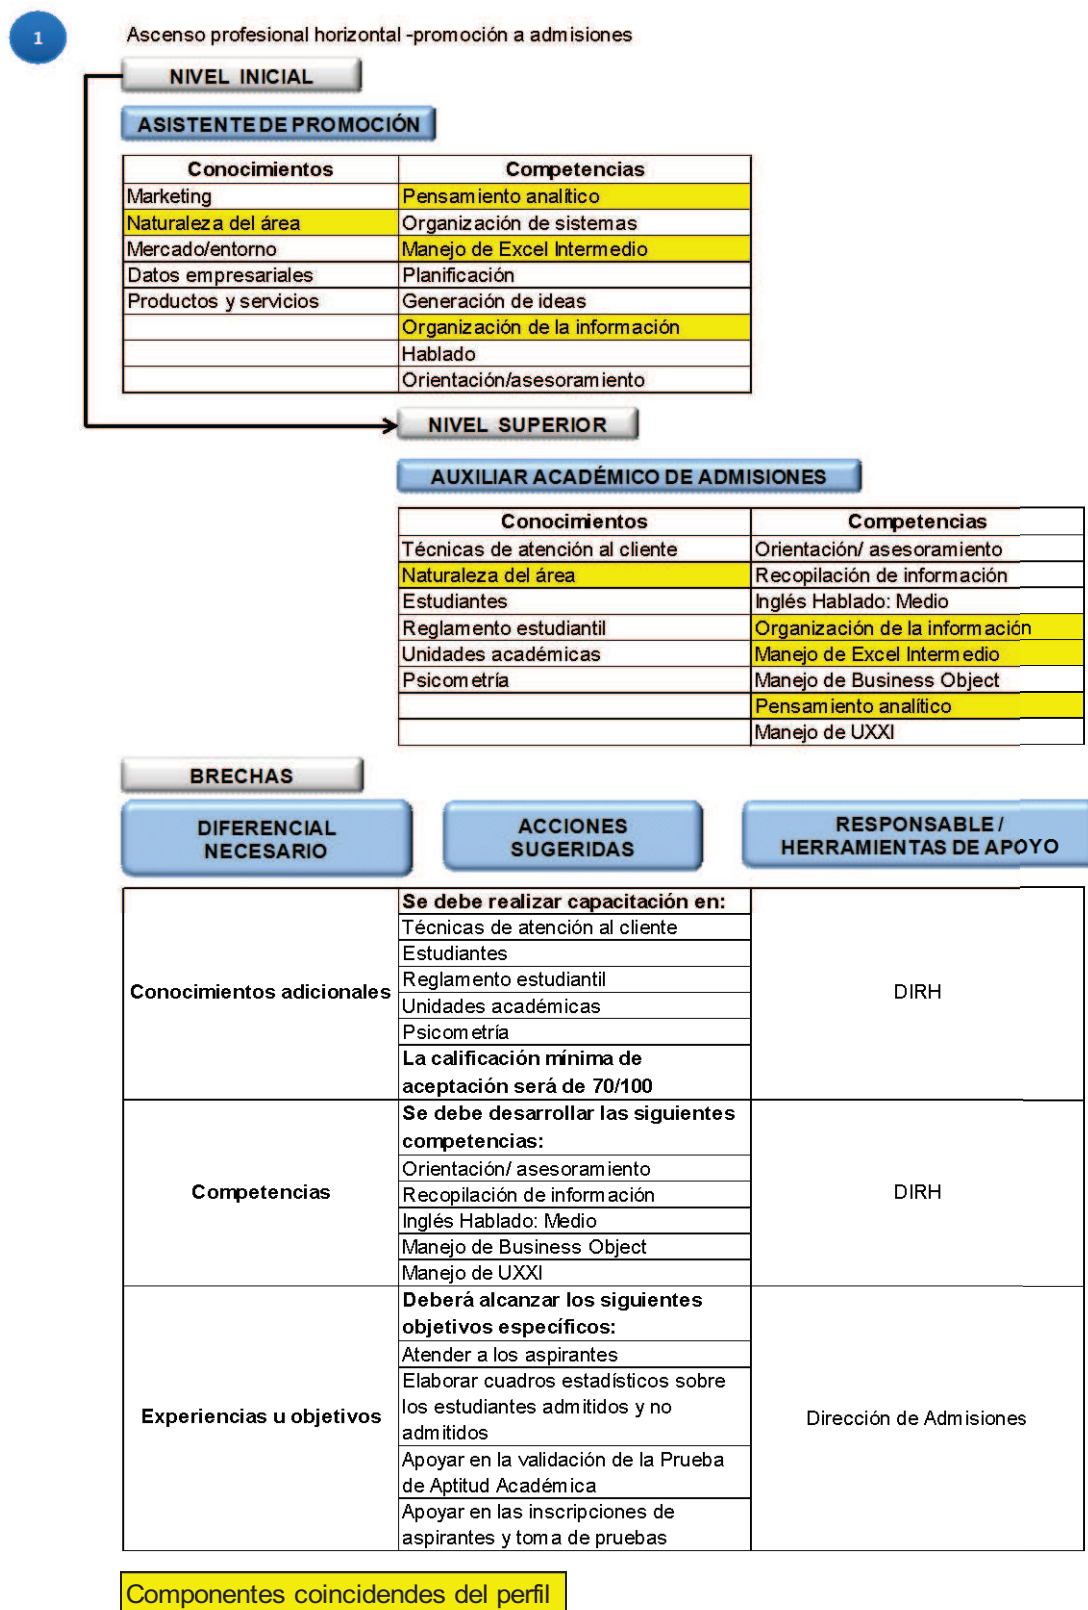 1
Ascenso profesional horizontal -promoción a admisiones
NIVEL INICIAL
ASISTENTE DE PROMOCIÓN
Conocimientos Competencias
Marketing Pensamiento analítico
Naturaleza del área Organización de sistemas
Mercado/entorno Manejo de Excel Intermedio
Datos empresariales Planificación
Productos y servicios Generación de ideas
Organización de la información
Hablado
Orientación/asesoramiento
NIVEL SUPERIOR
AUXILIAR ACADÉMICO DE ADMISIONES
Conocimientos Competencias
Técnicas de atención al cliente Orientación/ asesoramiento
Naturaleza del área Recopilación de información
Estudiantes Inglés Hablado: Medio
Reglamento estudiantil Organización de la información
Unidades académicas Manejo de Excel Intermedio
Psicometría Manejo de Business Object
Pensamiento analítico
Manejo de UXXI
BRECHAS
DIFERENCIAL
NECESARIO
ACCIONES
SUGERIDAS
RESPONSABLE /
HERRAMIENTAS DE APOYO
Conocimientos adicionales
Se debe realizar capacitación en:
Técnicas de atención al cliente
Estudiantes
Reglamento estudiantil
Unidades académicas
Psicometría
La calificación mínima de
aceptación será de 70/100
DIRH
Competencias
Se debe desarrollar las siguientes
competencias:
Orientación/ asesoramiento
Recopilación de información
Inglés Hablado: Medio
Manejo de Business Object
Manejo de UXXI
DIRH
Experiencias u objetivos
Deberá alcanzar los siguientes
objetivos específicos:
Atender a los aspirantes
Elaborar cuadros estadísticos sobre
los estudiantes admitidos y no
admitidos
Apoyar en la validación de la Prueba
de Aptitud Académica
Apoyar en las inscripciones de
aspirantes y toma de pruebas
Dirección de Admisiones
Componentes coincidendes del perfil